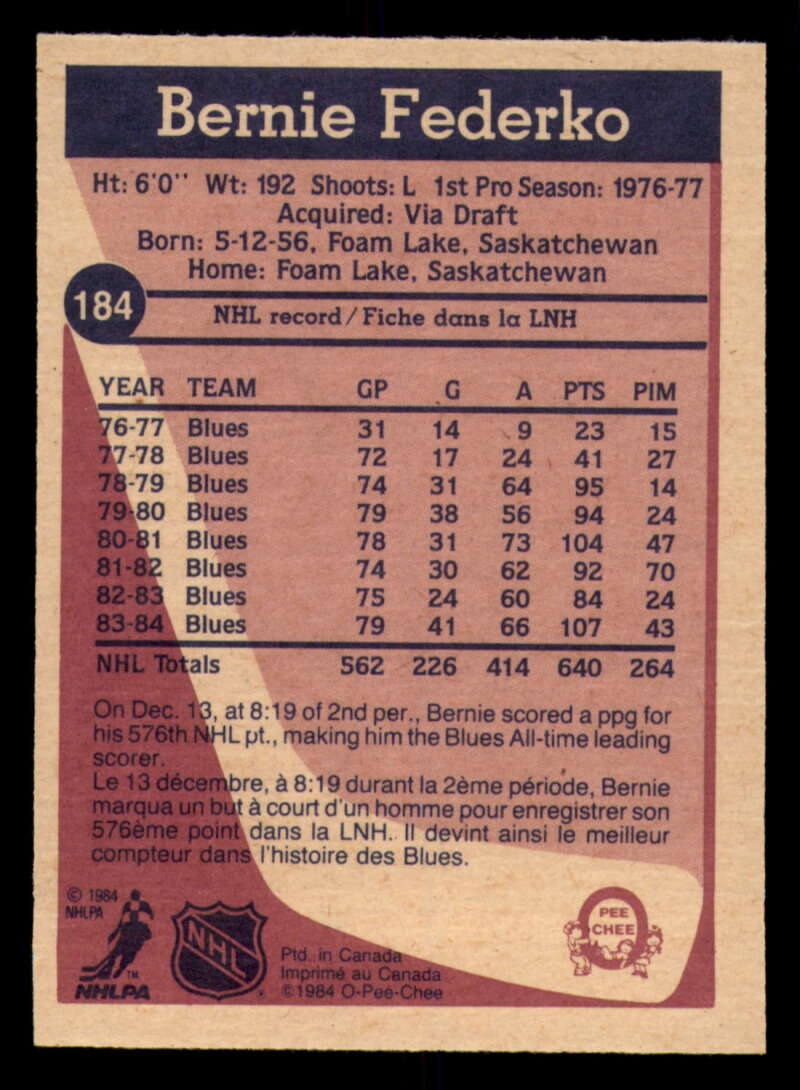 Bernie Federko
Ht: 6'0" Wt: 192 Shoots: L 1st Pro Season: 1976-77
Acquired: Via Draft
Born: 5-12-56, Foam Lake, Saskatchewan
Home: Foam Lake, Saskatchewan
184
NHL record/Fiche dans la LNH
YEAR TEAM GP G A PTS PIM
76-77 Blues 31 14 9 23 15
77-78 Blues 72 17 24 41 27
78-79 Blues 74 31 64 95 14
79-80 Blues 79 38 56 94 24
80-81 Blues 78 31 73 104 47
81-82 Blues 74 30 62 92 70
82-83 Blues 75 24 60 84 24
83-84 Blues 79 41 66 107 43
NHL Totals 562 226 414 640 264
On Dec. 13, at 8:19 of 2nd per., Bernie scored a ppg for
his 576th NHL pt., making him the Blues All-time leading
scorer.
Le 13 décembre, à 8:19 durant la 2ème période, Bernie
marqua un but à court d'un homme pour enregistrer son
576ème point dans la LNH. Il devint ainsi le meilleur
compteur dans l'histoire des Blues.
© 1984
NHLPA
TM
NHLPA
NHL
Ptd. in Canada
Imprimé au Canada
©1984 O-Pee-Chee
PEE
CHEE